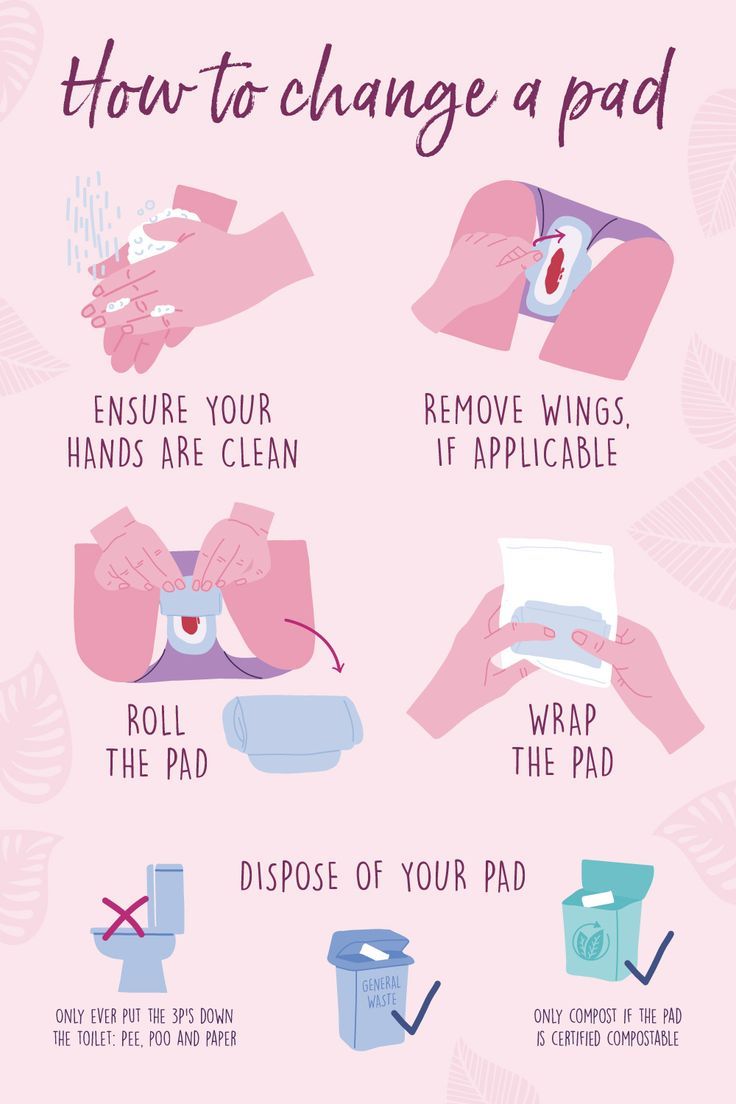 How to change a pad
ENSURE YOUR
HANDS ARE CLEAN
REMOVE WINGS,
IF APPLICABLE
ROLL
THE PAD
WRAP
THE PAD
DISPOSE OF YOUR PAD
ONLY EVER PUT THE 3P'S DOWN
THE TOILET: PEE, POO AND PAPER
GENERAL
WASTE
ONLY COMPOST IF THE PAD
IS CERTIFIED COMPOSTABLE